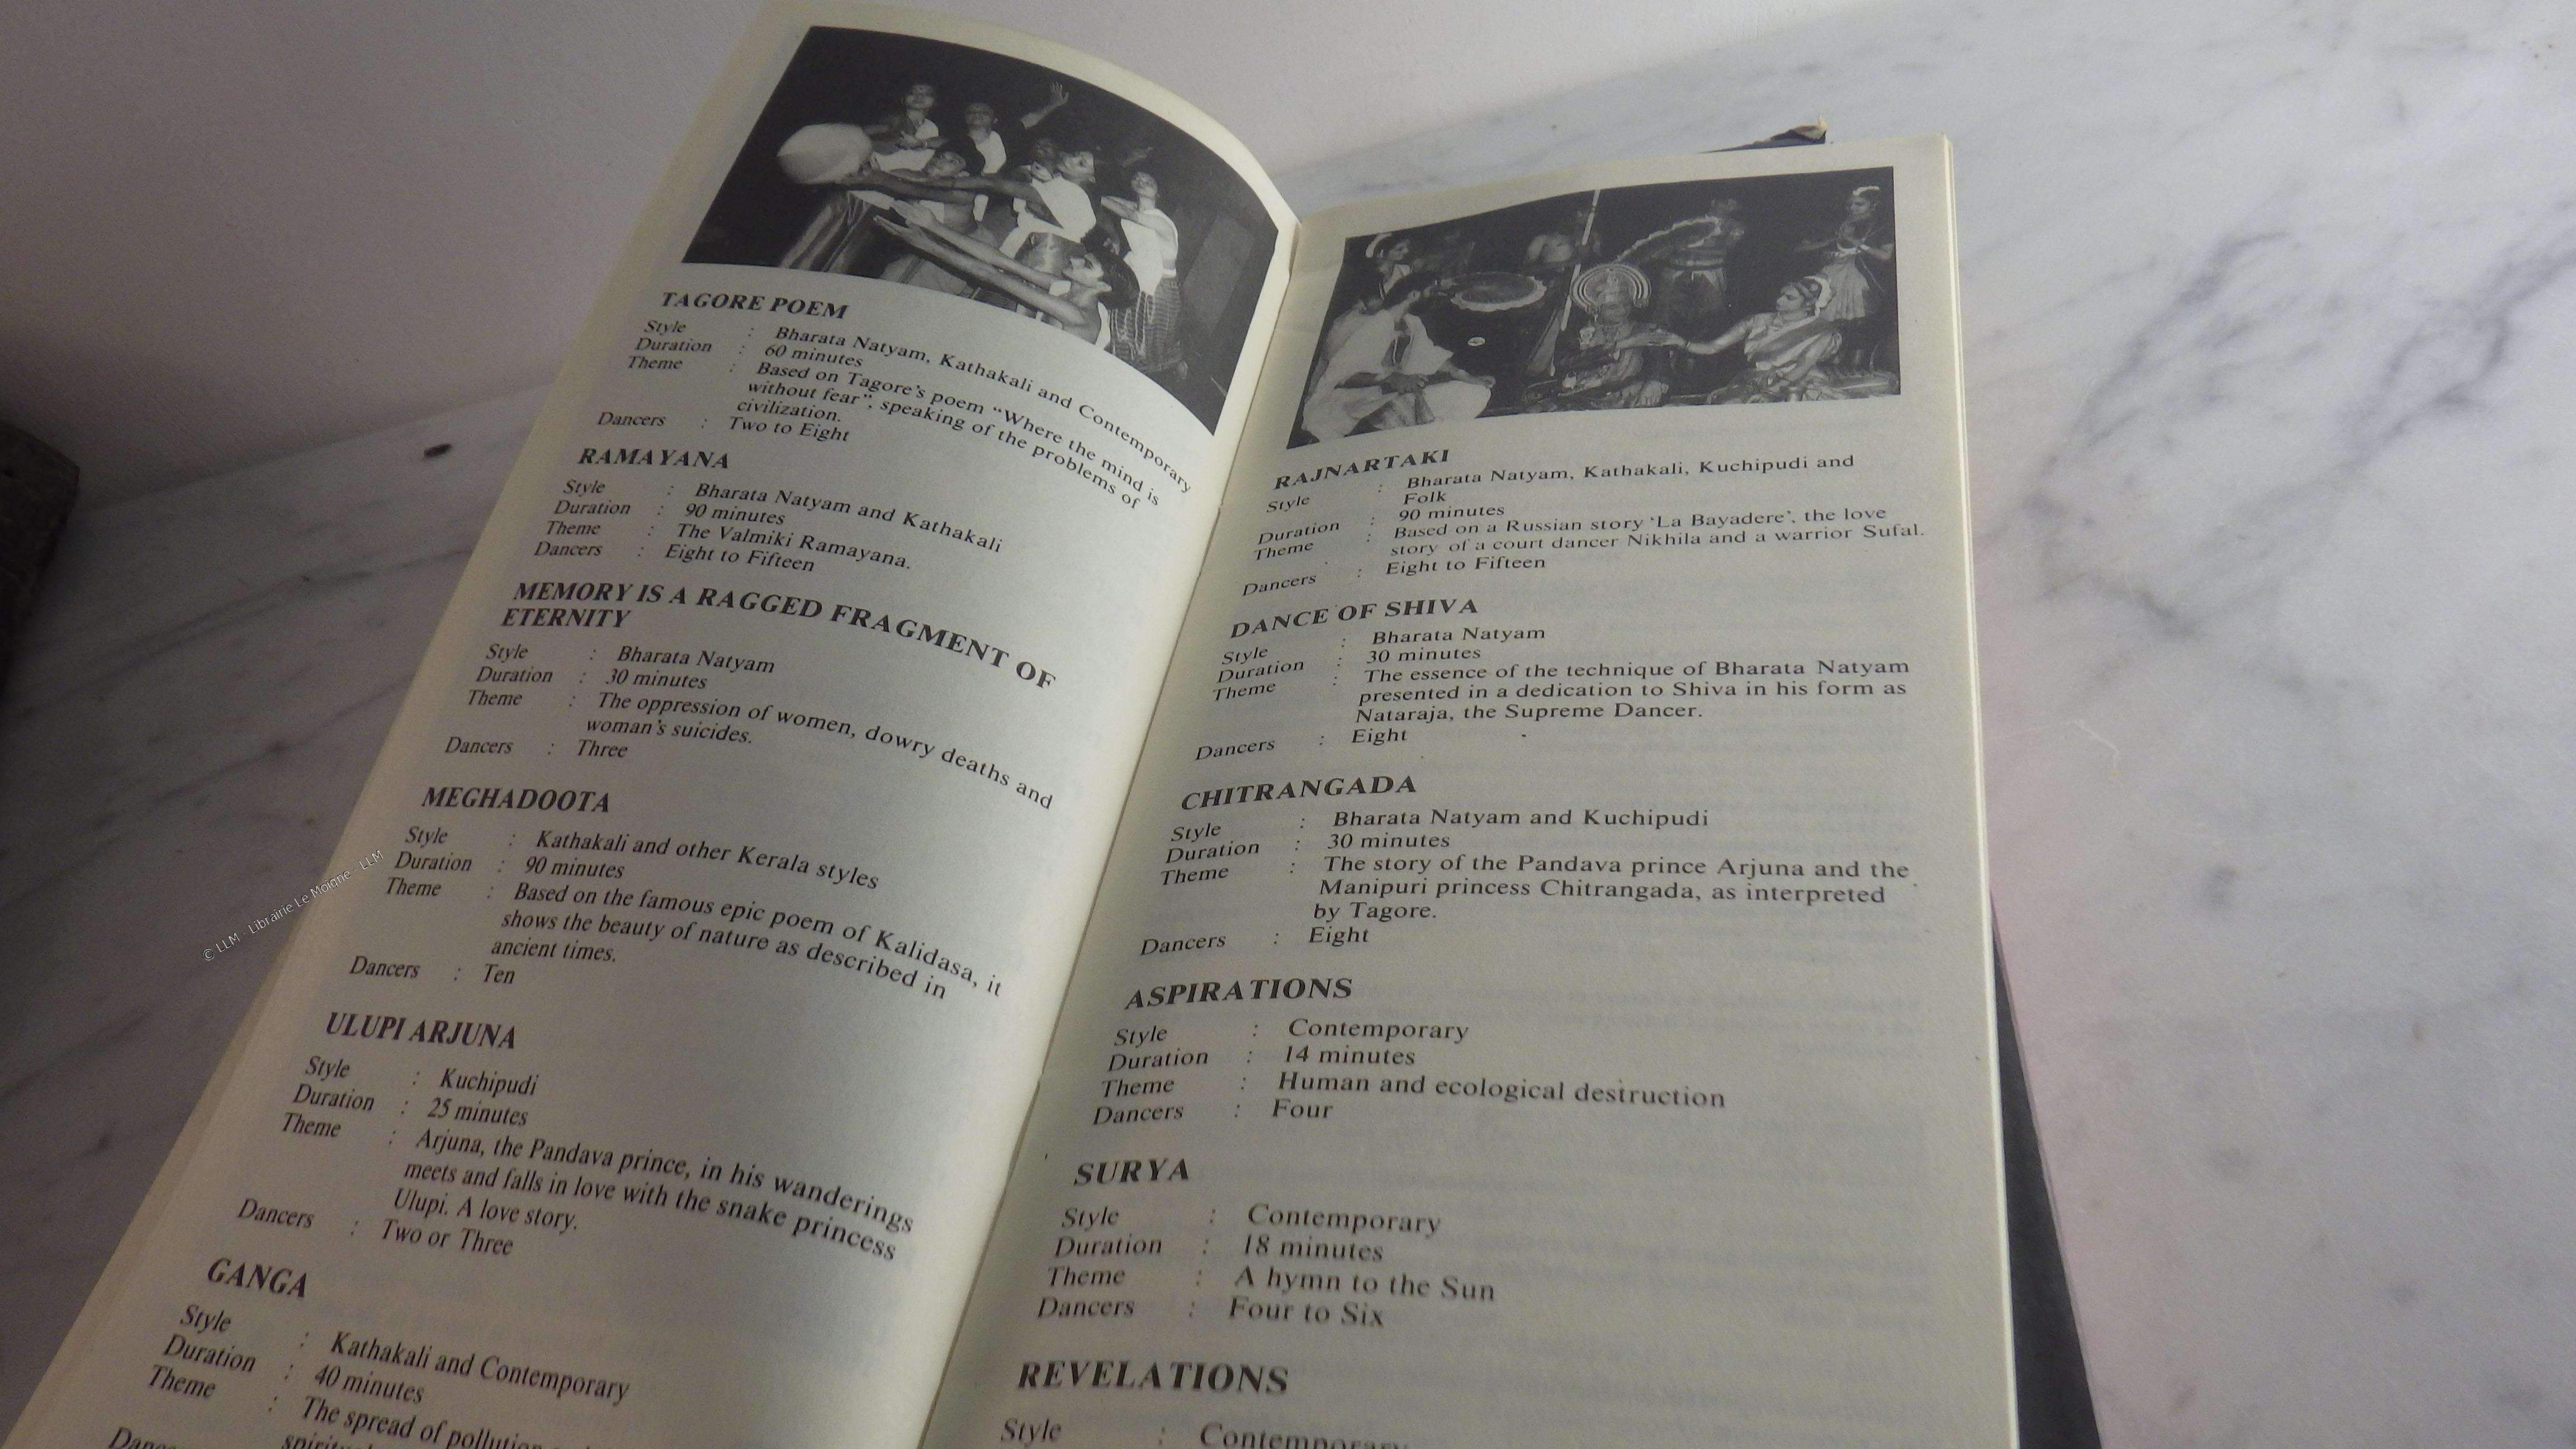 TAGORE POEM
Style : Bharata Natyam, Kathakali and Contemporary
Duration : 60 minutes
Theme : Based on Tagore's poem "Where the mind is
without fear", speaking of the problems of
civilization.
Dancers : Two to Eight
RAMAYANA
Style : Bharata Natyam and Kathakali
Duration : 90 minutes
Theme : The Valmiki Ramayana.
Dancers : Eight to Fifteen
MEMORY IS A RAGGED FRAGMENT OF
ETERNITY
Style : Bharata Natyam
Duration : 30 minutes
Theme : The oppression of women, dowry deaths and
woman's suicides.
Dancers : Three
MEGHADOOTA
Style : Kathakali and other Kerala styles
Duration : 90 minutes
Theme : Based on the famous epic poem of Kalidasa, it
shows the beauty of nature as described in
ancient times.
Dancers : Ten
ULUPI ARJUNA
Style : Kuchipudi
Duration : 25 minutes
Theme : Arjuna, the Pandava prince, in his wanderings
meets and falls in love with the snake princess
Ulupi. A love story.
Dancers : Two or Three
GANGA
Style : Kathakali and Contemporary
Duration : 40 minutes
Theme : The spread of pollution
RAJNARTAKI
Style : Bharata Natyam, Kathakali, Kuchipudi and
Folk
Duration : 90 minutes
Theme : Based on a Russian story 'La Bayadere', the love
story of a court dancer Nikhila and a warrior Sufal.
Dancers : Eight to Fifteen
DANCE OF SHIVA
Style : Bharata Natyam
Duration : 30 minutes
Theme : The essence of the technique of Bharata Natyam
presented in a dedication to Shiva in his form as
Nataraja, the Supreme Dancer.
Dancers : Eight
CHITRANGADA
Style : Bharata Natyam and Kuchipudi
Duration : 30 minutes
Theme : The story of the Pandava prince Arjuna and the
Manipuri princess Chitrangada, as interpreted
by Tagore.
Dancers : Eight
ASPIRATIONS
Style : Contemporary
Duration : 14 minutes
Theme : Human and ecological destruction
Dancers : Four
SURYA
Style : Contemporary
Duration : 18 minutes
Theme : A hymn to the Sun
Dancers : Four to Six
REVELATIONS
Style : Contemporary
© LLM - Librairie Le Moigne - LLM